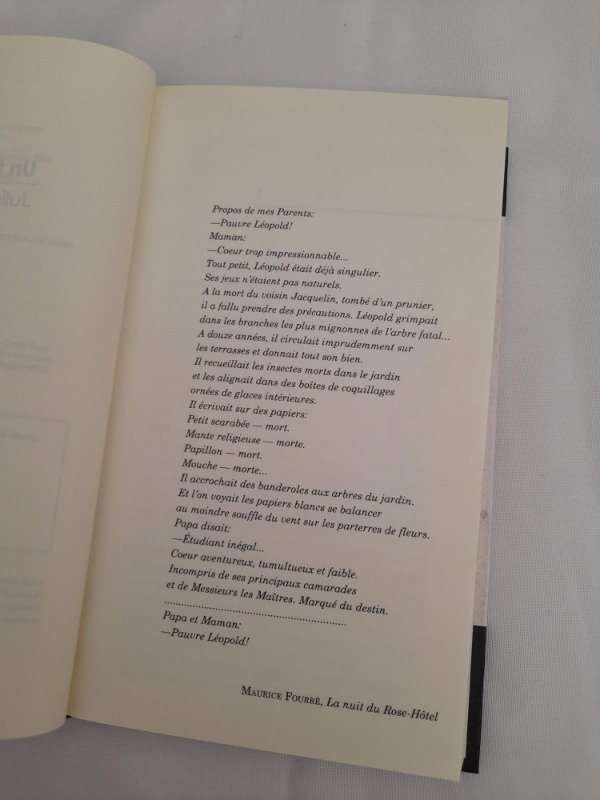 Propos de mes Parents:
—Pauvre Léopold!
Maman:
—Coeur trop impressionnable...
Tout petit, Léopold était déjà singulier.
Ses jeux n'étaient pas naturels.
A la mort du voisin Jacquelin, tombé d'un prunier,
il a fallu prendre des précautions. Léopold grimpait
dans les branches les plus mignonnes de l'arbre fatal...
A douze années, il circulait imprudemment sur
les terrasses et donnait tout son bien.
Il recueillait les insectes morts dans le jardin
et les alignait dans des boîtes de coquillages
ornées de glaces intérieures.
Il écrivait sur des papiers:
Petit scarabée — mort.
Mante religieuse — morte.
Papillon — mort.
Mouche — morte...
Il accrochait des banderoles aux arbres du jardin.
Et l'on voyait les papiers blancs se balancer
au moindre souffle du vent sur les parterres de fleurs.
Papa disait:
—Étudiant inégal...
Coeur aventureux, tumultueux et faible.
Incompris de ses principaux camarades
et de Messieurs les Maîtres. Marqué du destin.
..................................................................
Papa et Maman:
—Pauvre Léopold!
MAURICE FOURRÉ, La nuit du Rose-Hôtel